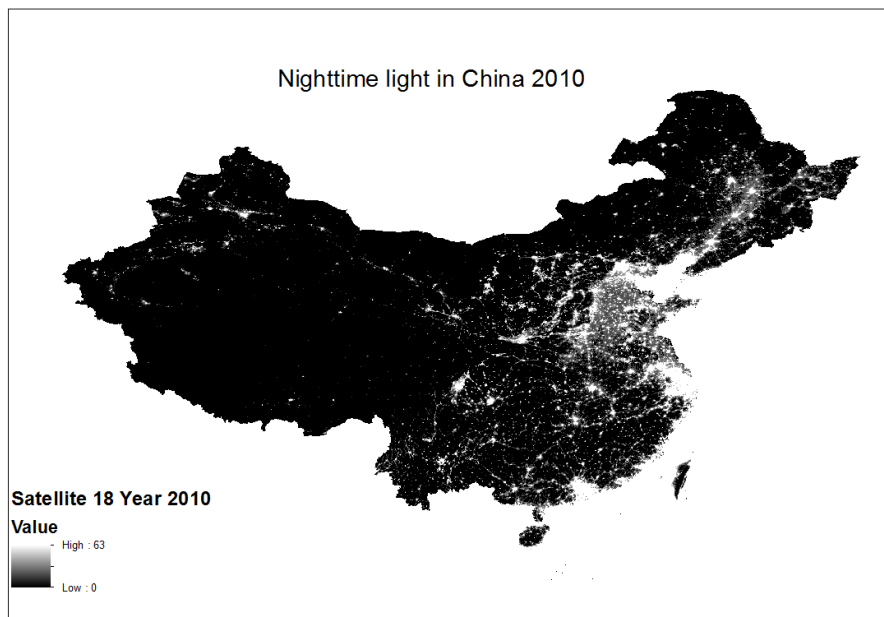 Nighttime light in China 2010
Satellite 18 Year 2010
Value
High : 63
Low : 0